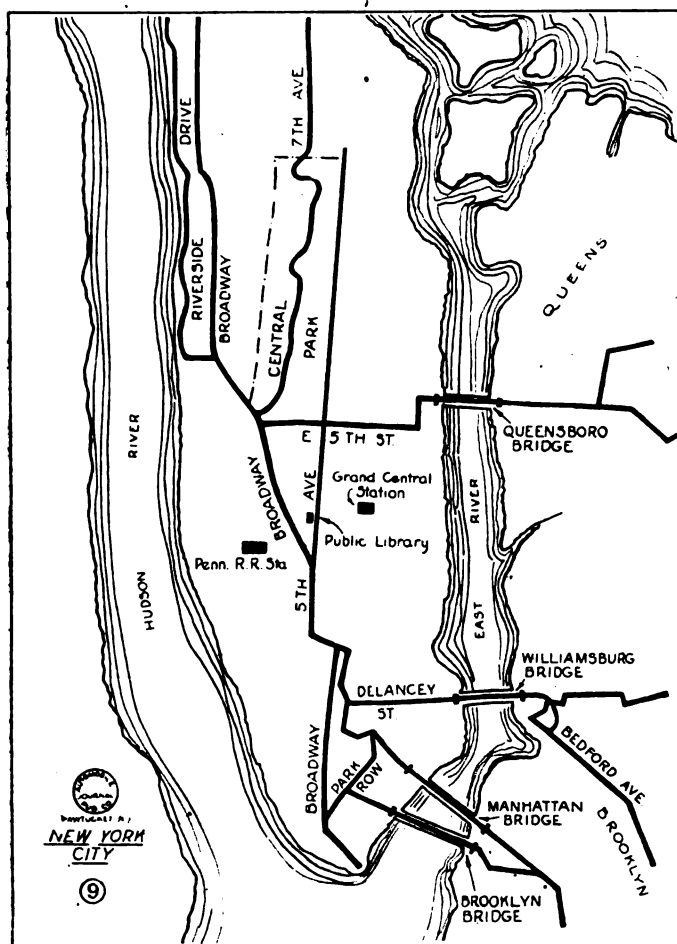 DRIVE
7TH AVE
RIVERSIDE
BROADWAY
CENTRAL
PARK
QUEENS
RIVER
HUDSON
E 5TH ST.
QUEENSBORO
BRIDGE
BROADWAY
AVE
Grand Central
Station
RIVER
Public Library
Penn. R.R. Sta
5TH
EAST
WILLIAMSBURG
BRIDGE
DELANCEY
ST.
BEDFORD AVE
BROADWAY
PARK
ROW
MANHATTAN
BRIDGE
BROOKLYN
NEW YORK
CITY
9
BROOKLYN
BRIDGE